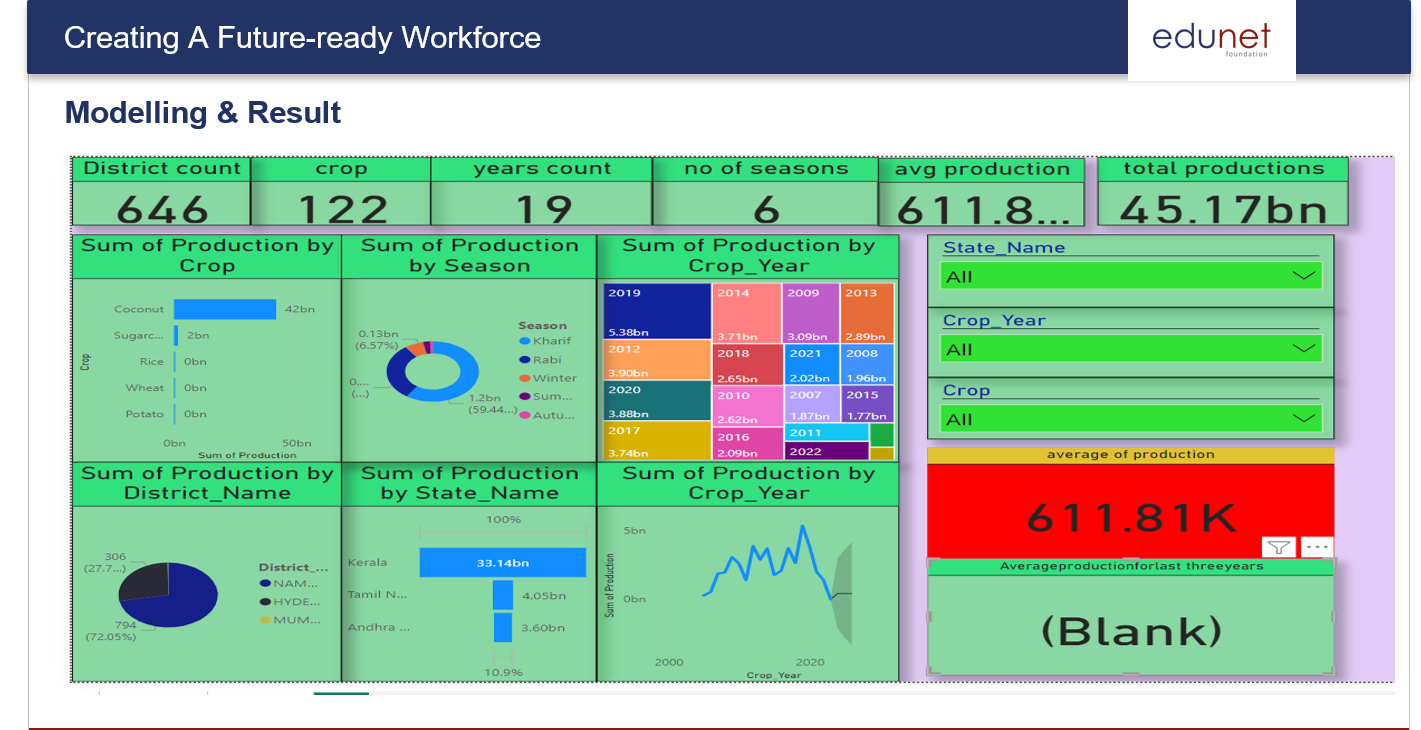 Creating A Future-ready Workforce
edunet
foundation
Modelling & Result
District count
646
crop
122
years count
19
no of seasons
6
avg production
611.8...
total productions
45.17bn
Sum of Production by
Crop
Crop
Coconut
42bn
Sugarc...
2bn
Rice
0bn
Wheat
0bn
Potato
0bn
0bn
50bn
Sum of Production
Sum of Production
by Season
0.13bn
(6.57%)
0....
(...)
1.2bn
(59.44...)
Season
Kharif
Rabi
Winter
Sum...
Autu...
Sum of Production by
Crop_Year
2019
5.38bn
2012
3.90bn
2020
3.88bn
2017
3.74bn
2014
3.71bn
2018
2.65bn
2010
2.62bn
2016
2.09bn
2009
3.09bn
2013
2.89bn
2021
2.02bn
2008
1.96bn
2007
1.87bn
2015
1.77bn
2011
2022
State_Name
All
Crop_Year
All
Crop
All
Sum of Production by
District_Name
306
(27.7...)
794
(72.05%)
District_...
NAM...
HYDE...
MUM...
Sum of Production
by State_Name
100%
Kerala
33.14bn
Tamil N...
4.05bn
Andhra ...
3.60bn
10.9%
Sum of Production by
Crop_Year
Sum of Production
5bn
0bn
2000
2020
Crop_Year
average of production
611.81K
Averageproductionforlast threeyears
(Blank)